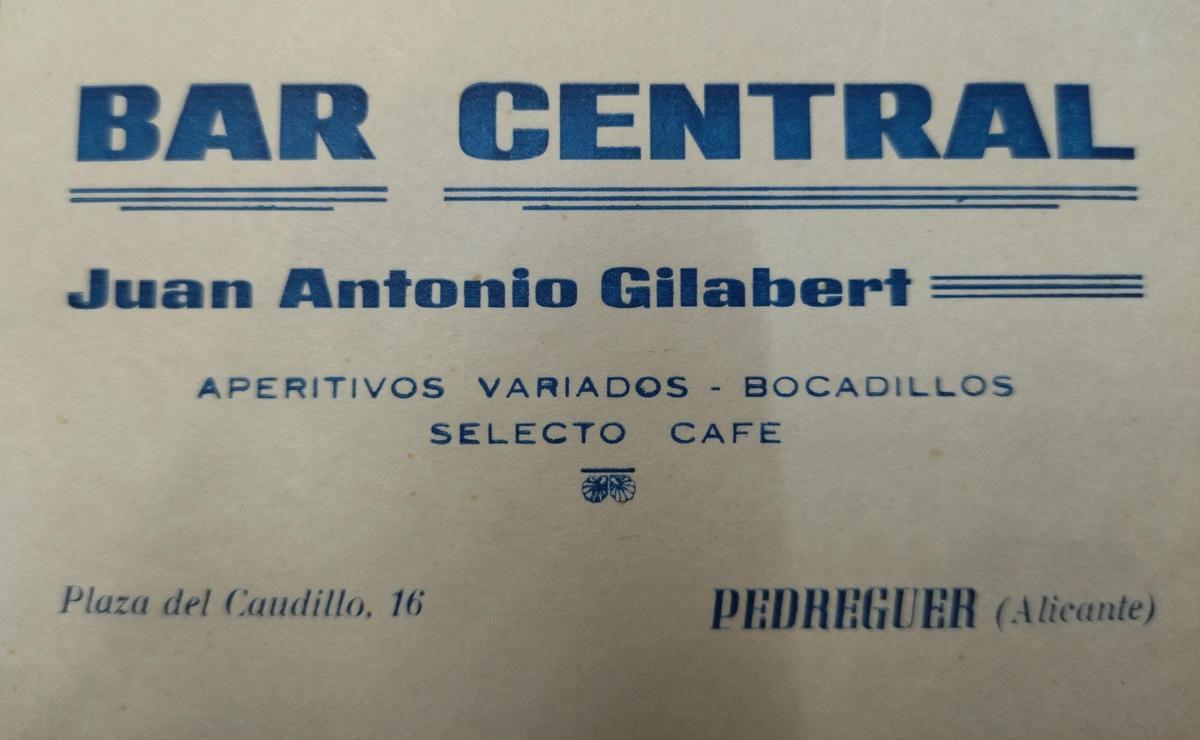 BAR CENTRAL
Juan Antonio Gilabert
APERITIVOS VARIADOS - BOCADILLOS
SELECTO CAFE
Plaza del Caudillo, 16
PEDREGUER (Alicante)